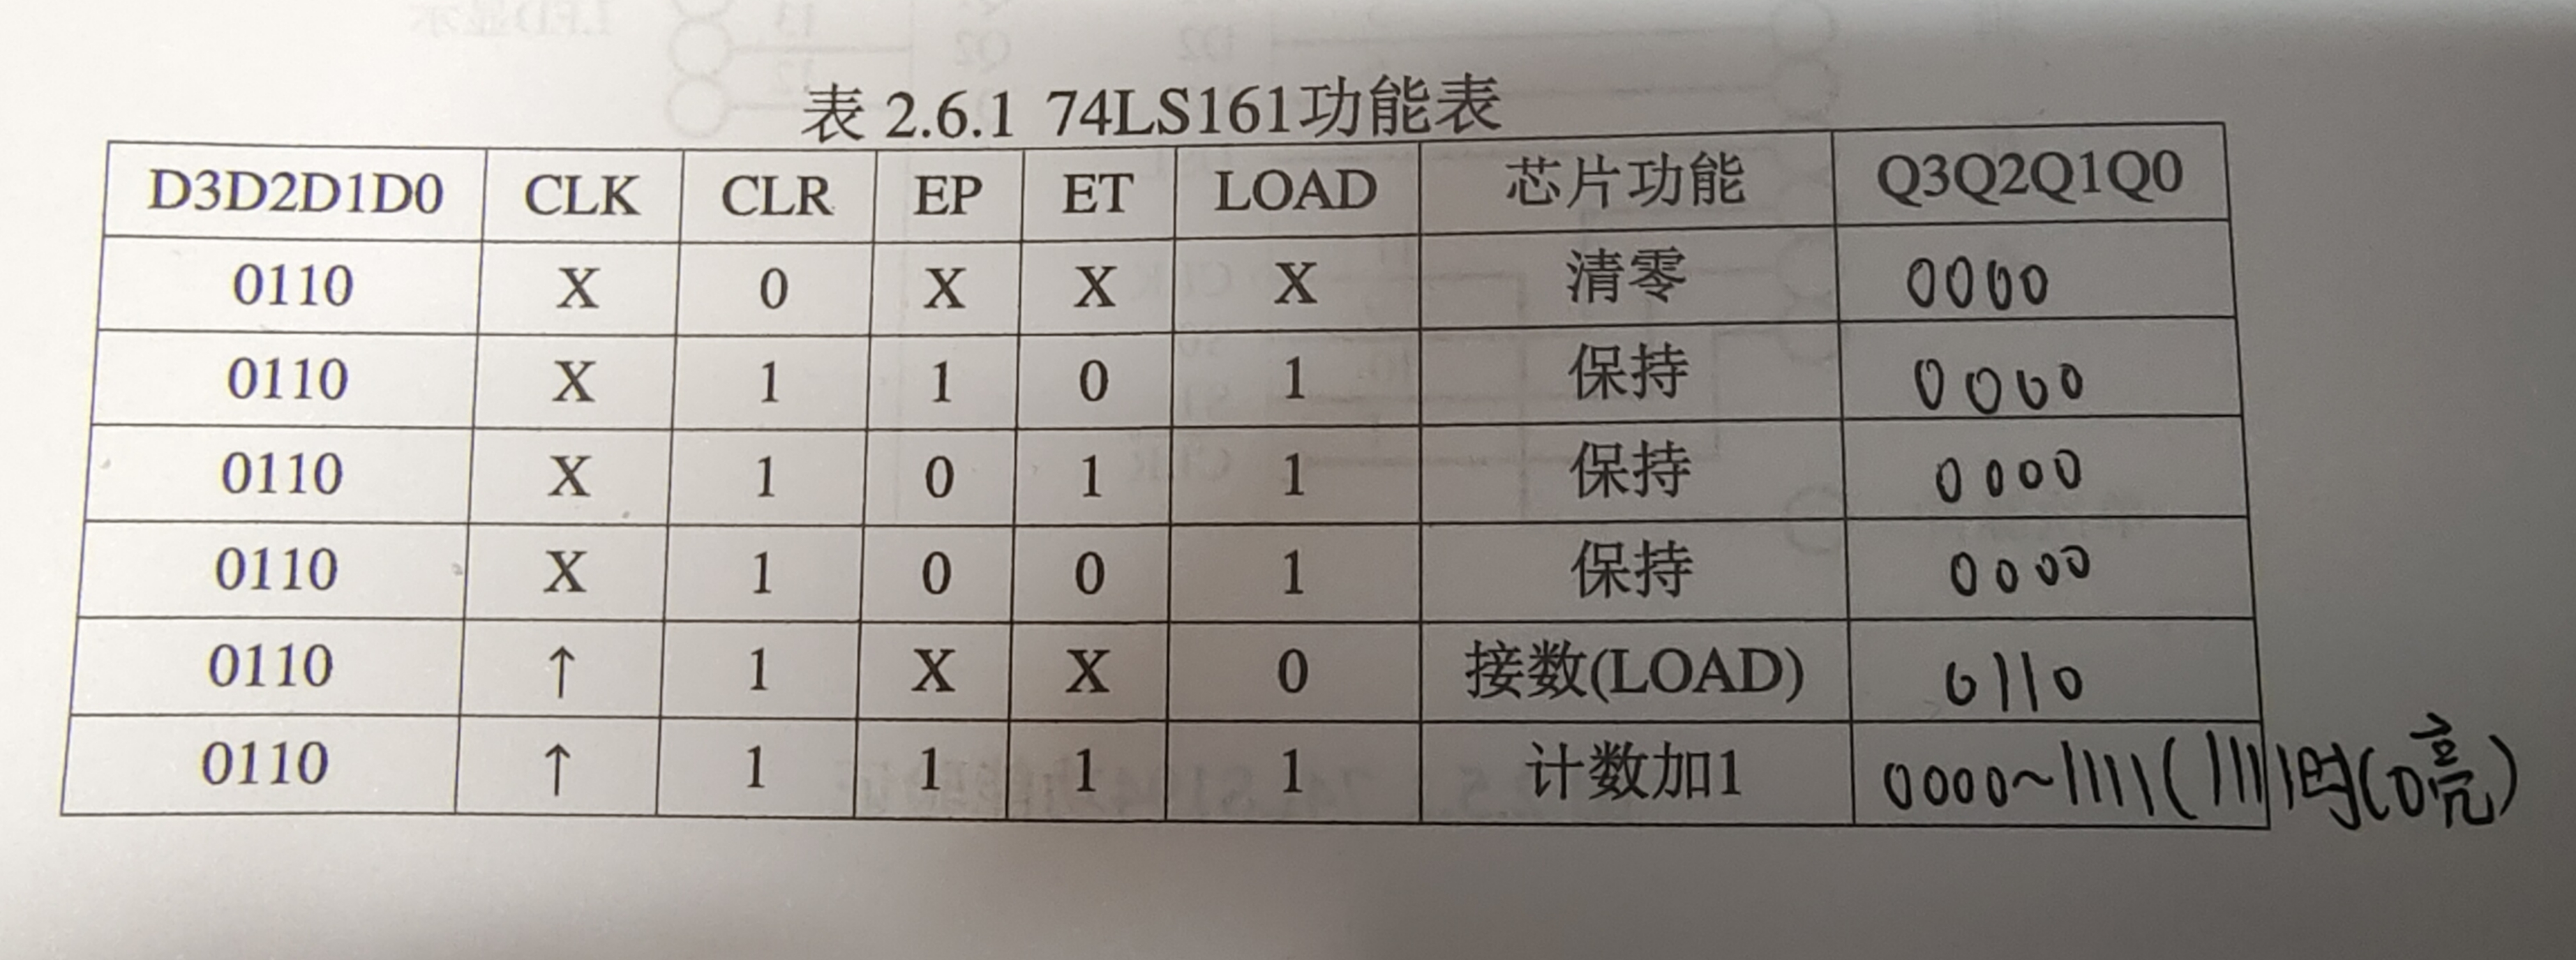 表 2.6.1 74LS161功能表
D3D2D1D0 CLK CLR EP ET LOAD 芯片功能 Q3Q2Q1Q0
0110 X 0 X X X 清零 0000
0110 X 1 1 0 1 保持 0000
0110 X 1 0 1 1 保持 0000
0110 X 1 0 0 1 保持 0000
0110 ↑ 1 X X 0 接数(LOAD) 0110
0110 ↑ 1 1 1 1 计数加1 0000~1111(1111时(0亮)